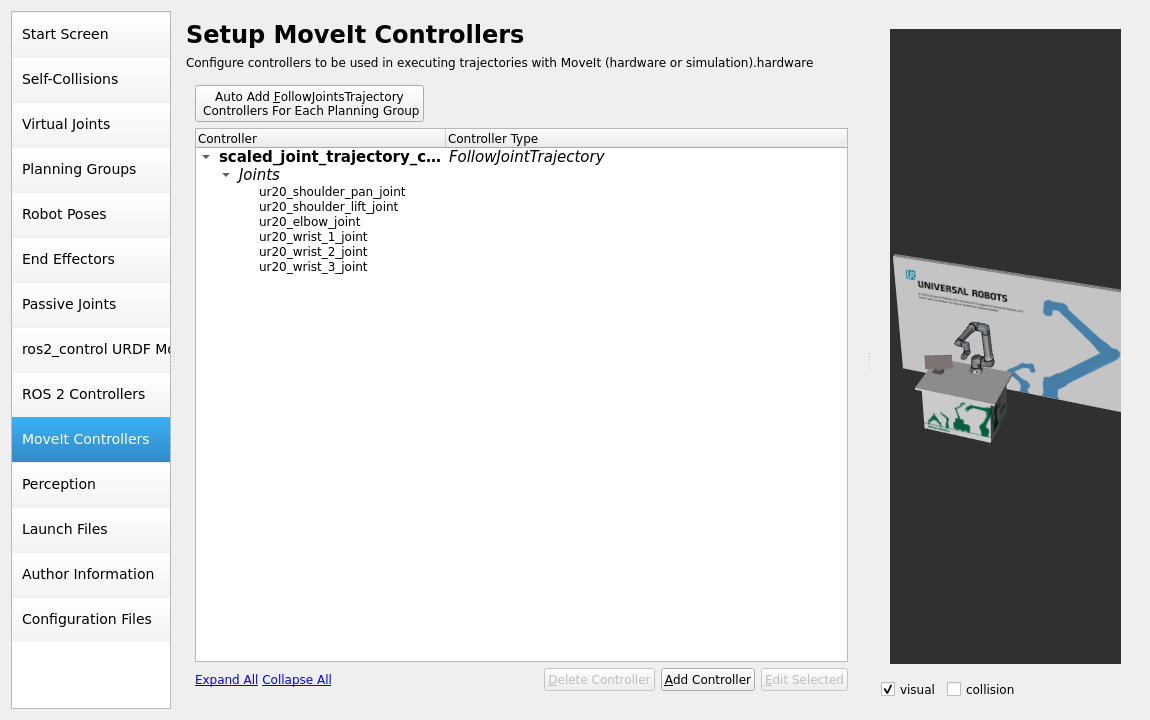 Start Screen
Self-Collisions
Virtual Joints
Planning Groups
Robot Poses
End Effectors
Passive Joints
ros2_control URDF Mo
ROS 2 Controllers
MoveIt Controllers
Perception
Launch Files
Author Information
Configuration Files
Setup MoveIt Controllers
Configure controllers to be used in executing trajectories with MoveIt (hardware or simulation).hardware
Auto Add FollowJointsTrajectory
Controllers For Each Planning Group
Controller Controller Type
scaled_joint_trajectory_c... FollowJointTrajectory
Joints
ur20_shoulder_pan_joint
ur20_shoulder_lift_joint
ur20_elbow_joint
ur20_wrist_1_joint
ur20_wrist_2_joint
ur20_wrist_3_joint
Expand All Collapse All
Delete Controller Add Controller Edit Selected
UNIVERSAL ROBOTS
visual collision